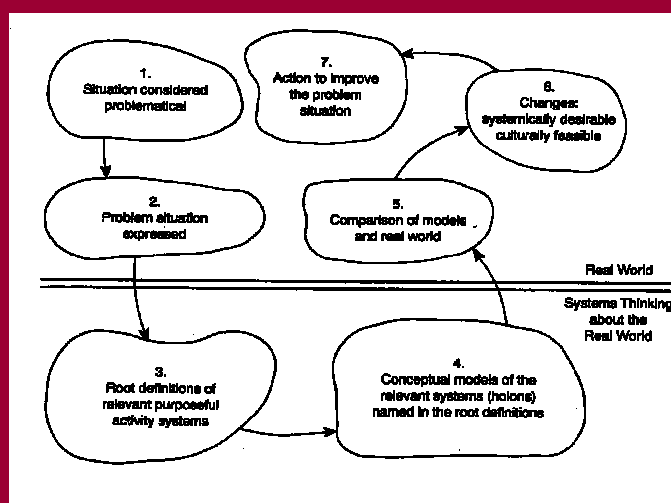 1.
Situation considered
problematical
7.
Action to improve
the problem
situation
6.
Changes:
systemically desirable
culturally feasible
2.
Problem situation
expressed
5.
Comparison of models
and real world
Real World
Systems Thinking
about the
Real World
3.
Root definitions of
relevant purposeful
activity systems
4.
Conceptual models of the
relevant systems (holons)
named in the root definitions